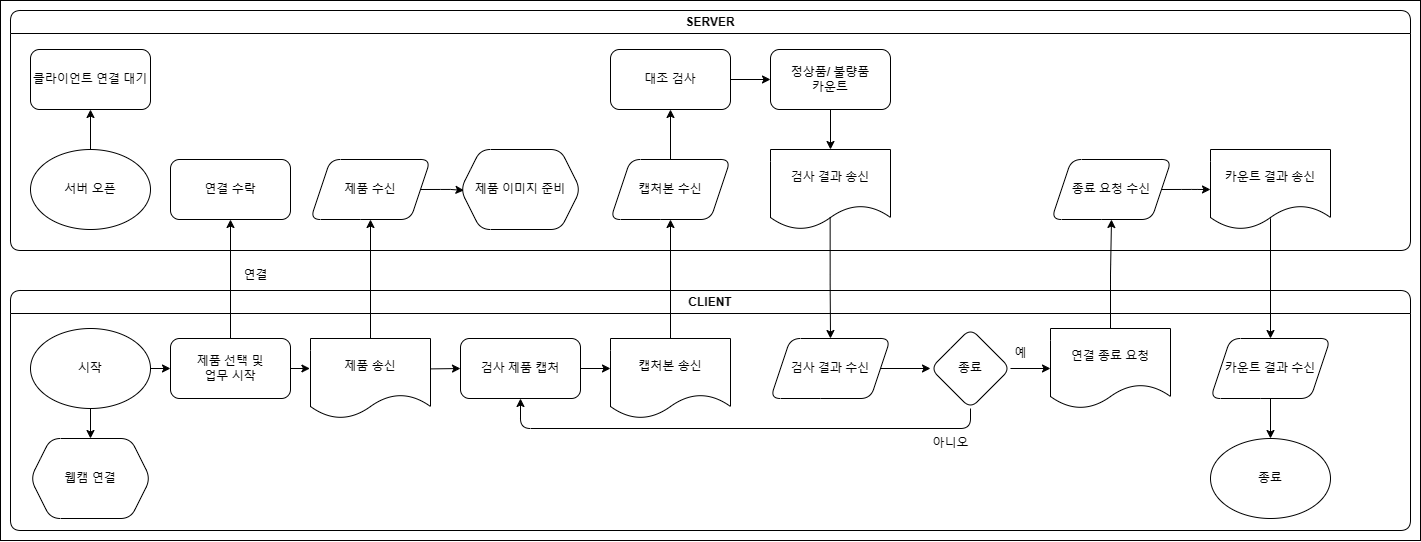 SERVER
클라이언트 연결 대기
대조 검사
정상품/ 불량품
카운트
서버 오픈
연결 수락
제품 수신
제품 이미지 준비
캡처본 수신
검사 결과 송신
종료 요청 수신
카운트 결과 송신
연결
CLIENT
시작
제품 선택 및
업무 시작
제품 송신
검사 제품 캡처
캡처본 송신
검사 결과 수신
종료
예
연결 종료 요청
카운트 결과 수신
아니오
웹캠 연결
종료